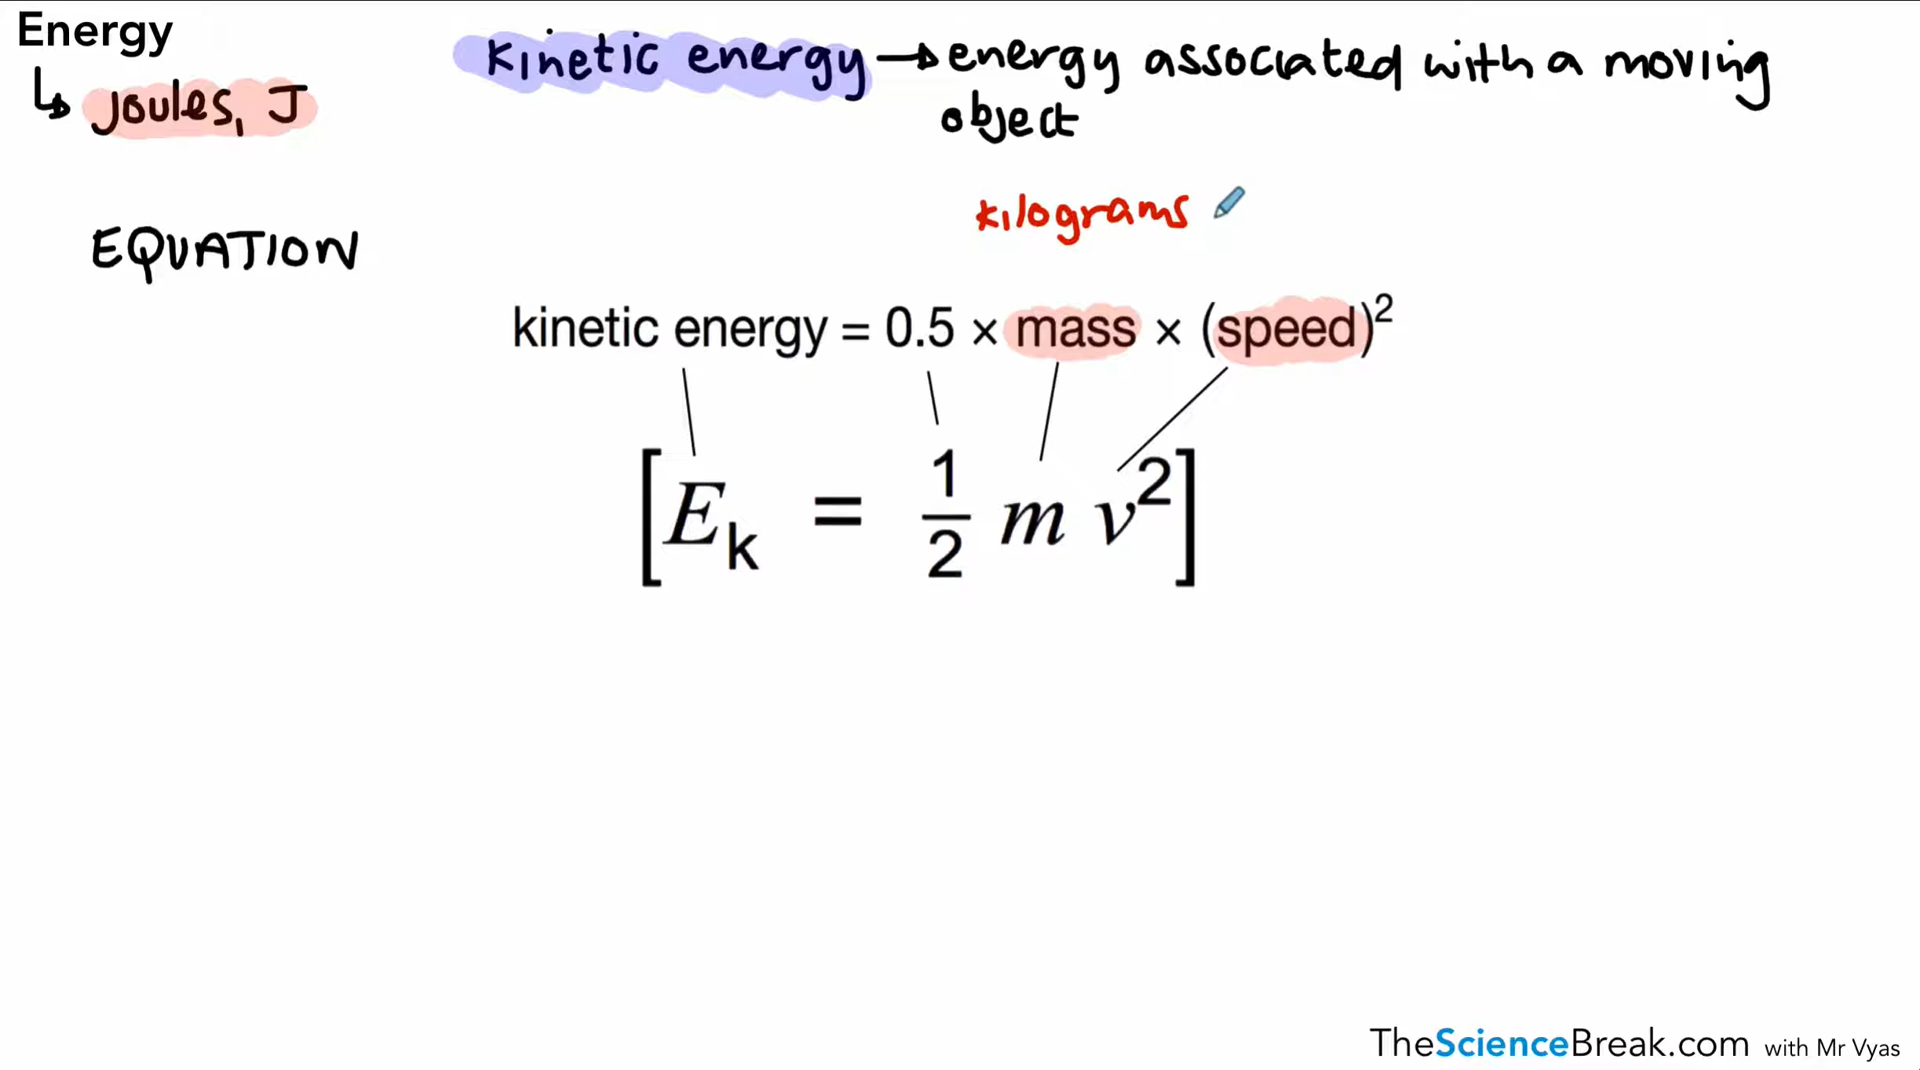 Energy
↳ Joules, J
Kinetic energy → energy associated with a moving
object
kilograms
EQUATION
kinetic energy = 0.5 × mass × (speed)²
[Eₖ = 1/2 m v²]
TheScienceBreak.com with Mr Vyas